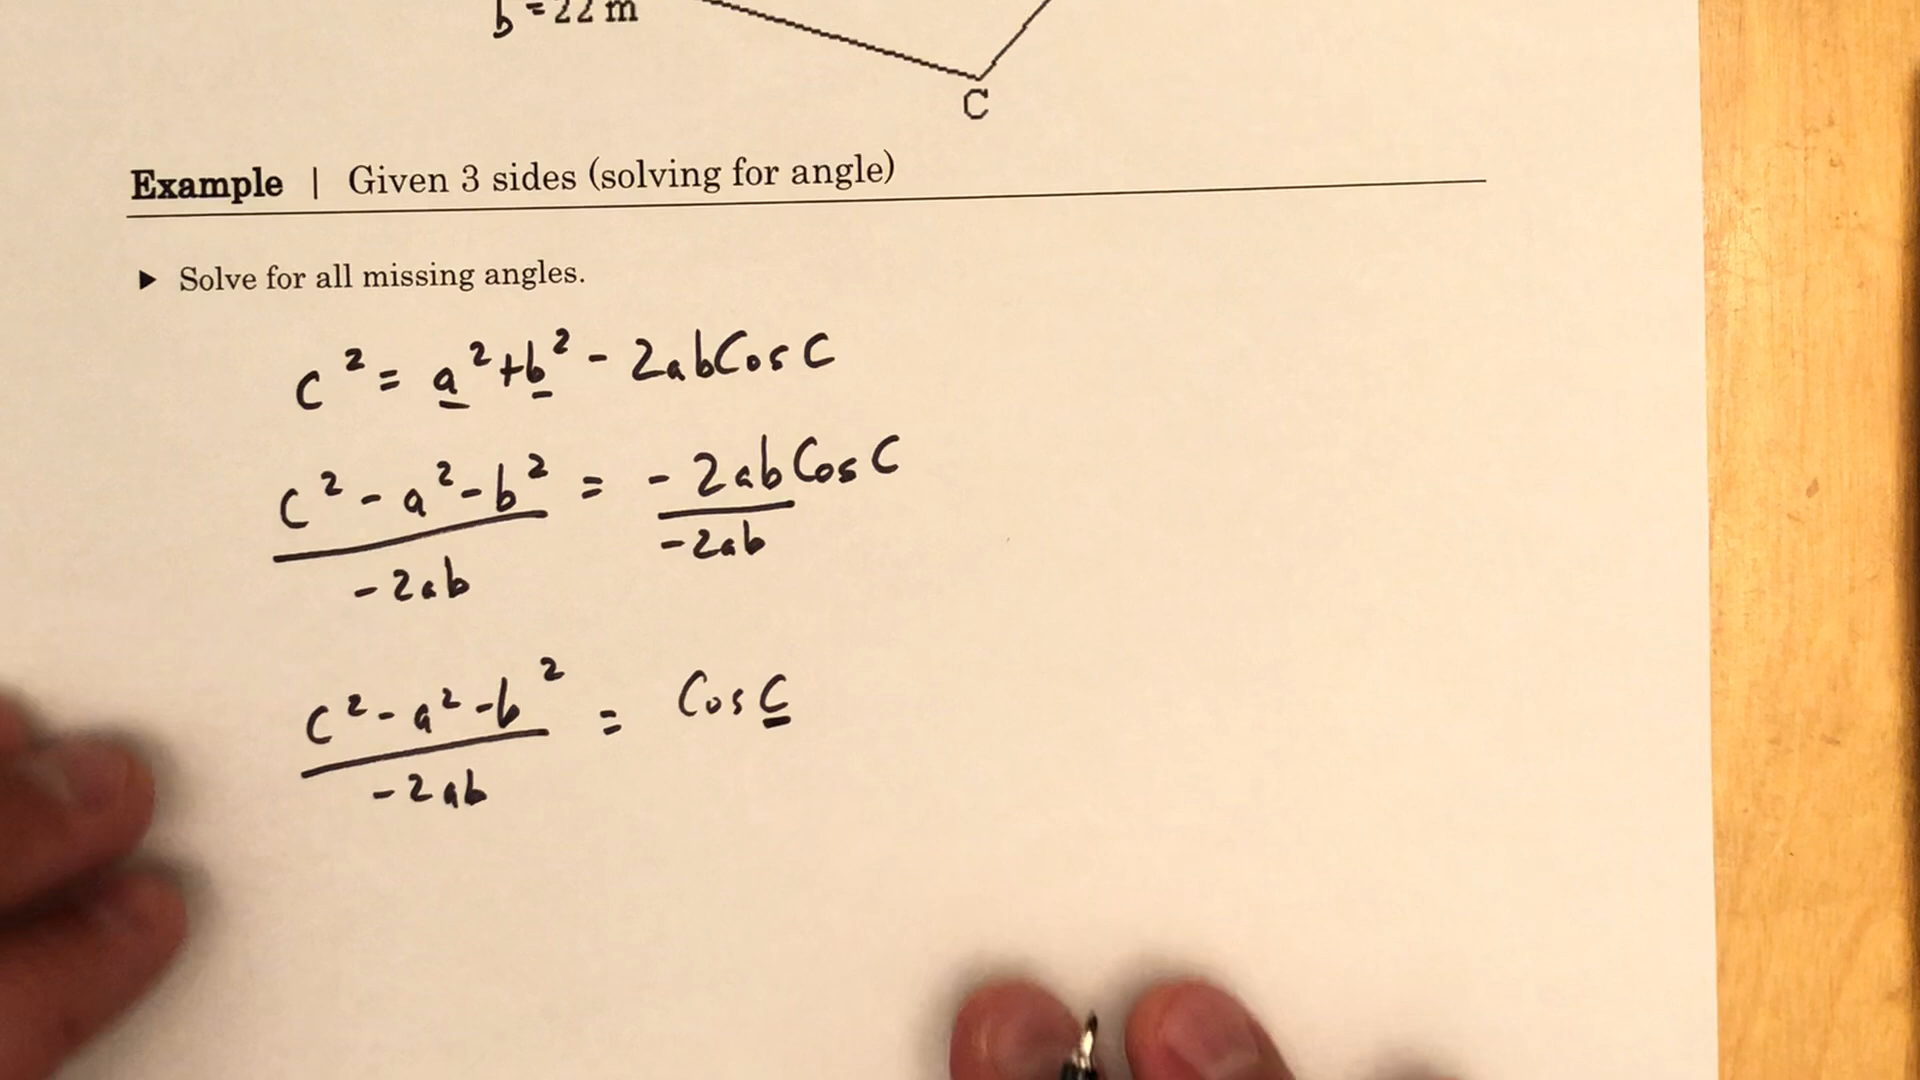 b = 22 m
C
Example | Given 3 sides (solving for angle)
▶ Solve for all missing angles.
c² = a² + b² - 2abCosC
c² - a² - b² = - 2abCosC
-2ab -2ab
c² - a² - b² = Cos C
-2ab